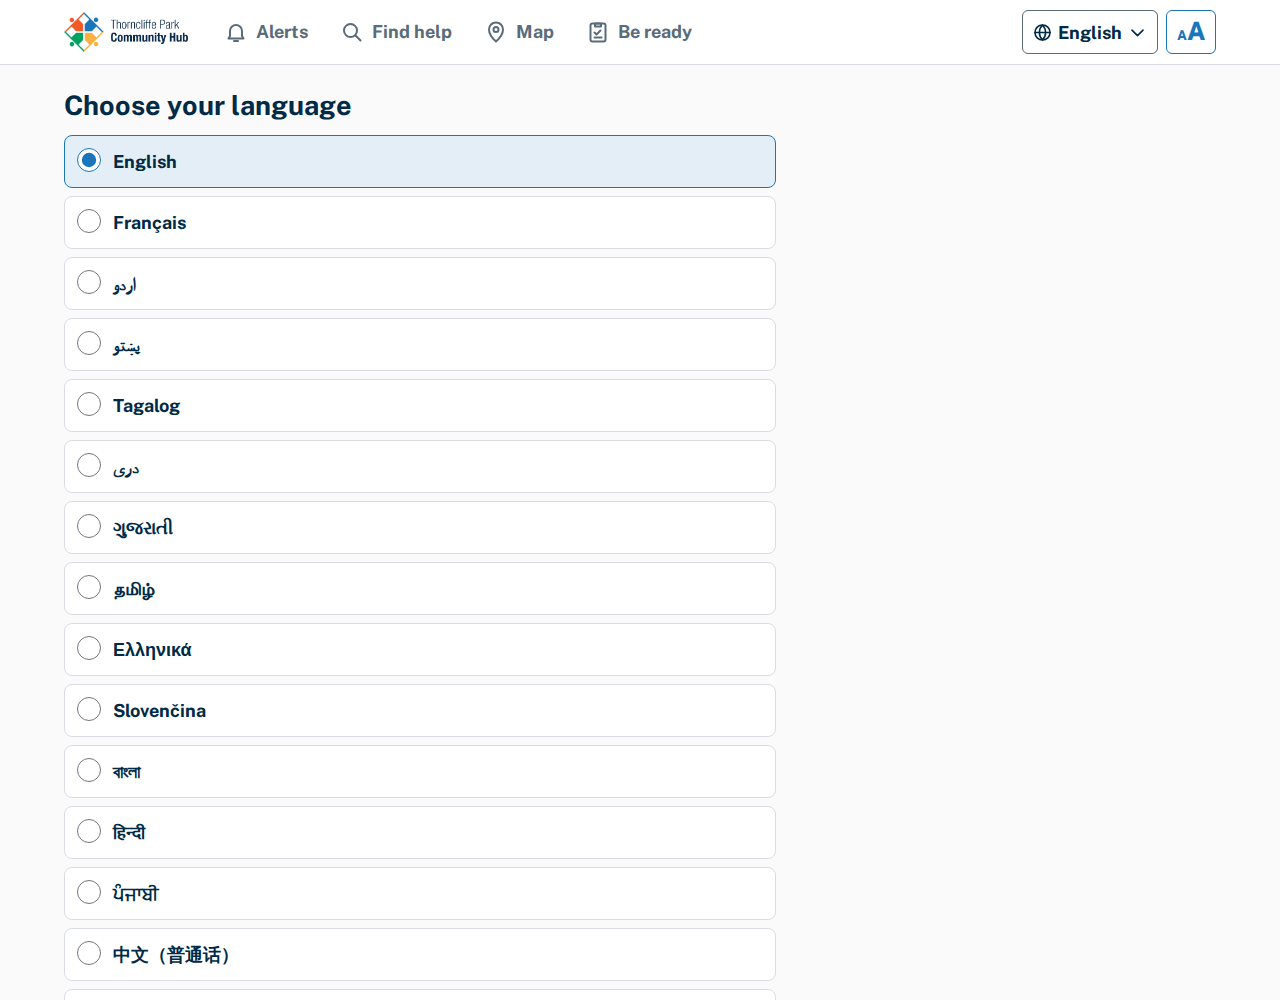 Thorncliffe Park
Community Hub
Alerts
Find help
Map
Be ready
English
AA
Choose your language
English
Français
اردو
پښتو
Tagalog
دری
ગુજરાતી
தமிழ்
Ελληνικά
Slovenčina
বাংলা
हिन्दी
ਪੰਜਾਬੀ
中文（普通话）